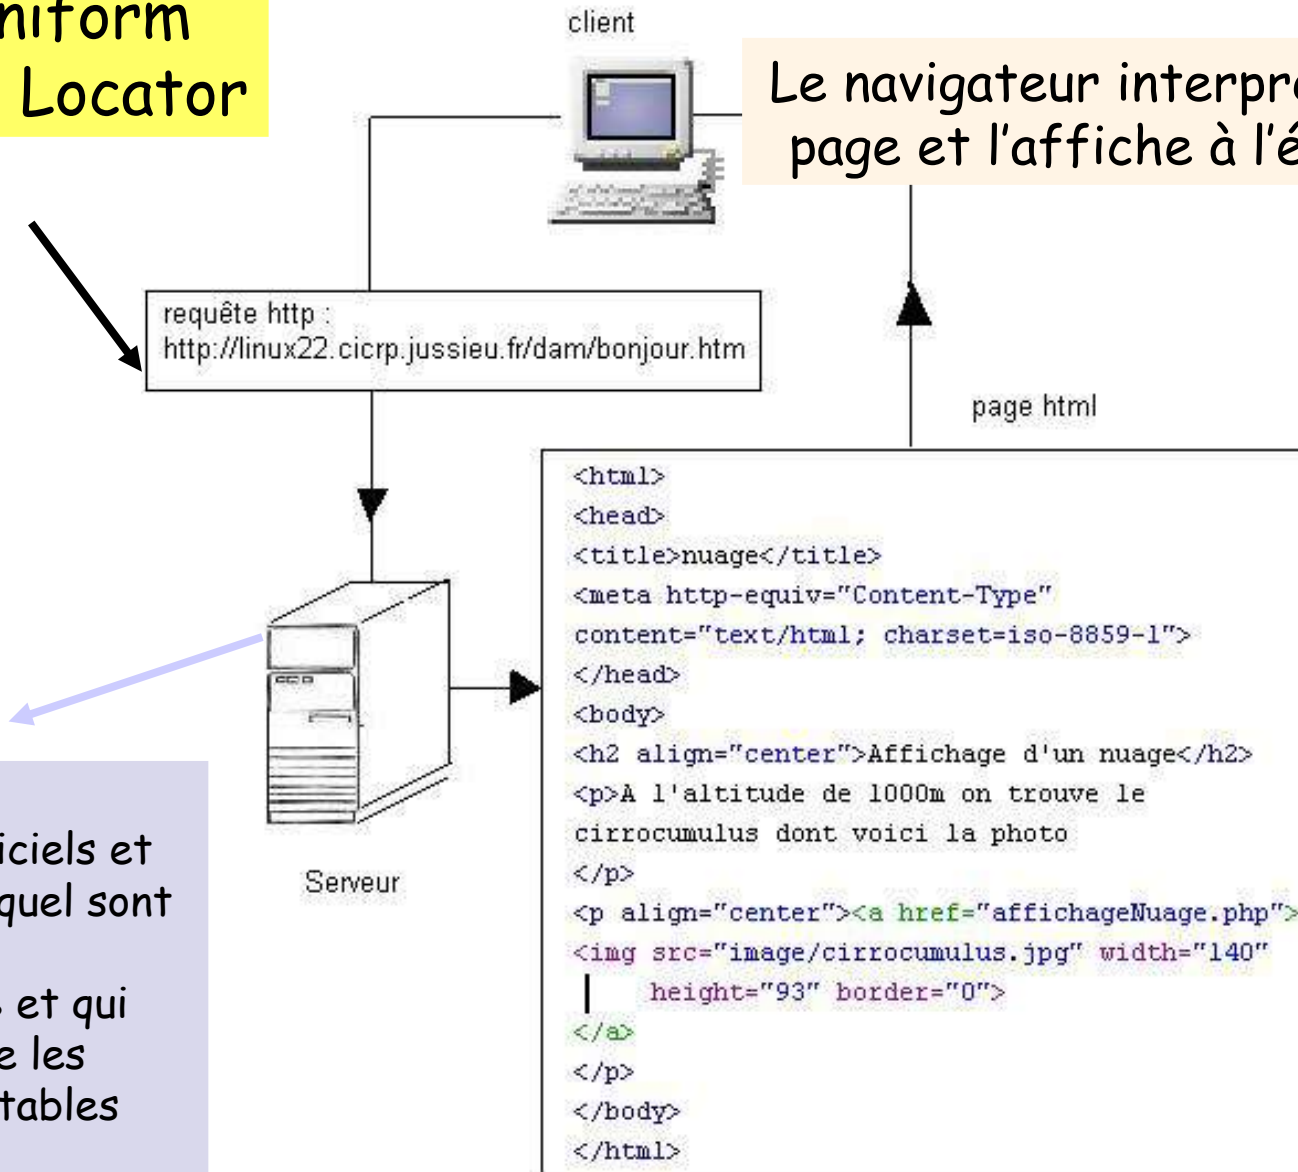 niform
Locator
client
Le navigateur interpr
page et l'affiche à l'é
requête http :
http://linux22.cicrp.jussieu.fr/dam/bonjour.htm
page html
<html>
<head>
<title>nuage</title>
<meta http-equiv="Content-Type"
content="text/html; charset=iso-8859-1">
</head>
<body>
<h2 align="center">Affichage d'un nuage</h2>
<p>A l'altitude de 1000m on trouve le
cirrocumulus dont voici la photo
</p>
<p align="center"><a href="affichageNuage.php">
<img src="image/cirrocumulus.jpg" width="140"
height="93" border="0">
</a>
</p>
</body>
</html>
Serveur
iciels et
quel sont
et qui
e les
tables